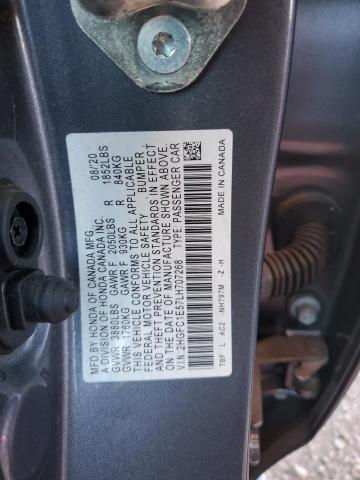 MFD.BY HONDA OF CANADA MFG., 08/'20
A DIVISION OF HONDA CANADA INC.
GVWR 3880LBS GAWR F 2050LBS R 1852LBS
GVWR 1760KG GAWR F 930KG R 840KG
THIS VEHICLE CONFORMS TO ALL APPLICABLE
FEDERAL MOTOR VEHICLE SAFETY, BUMPER,
AND THEFT PREVENTION STANDARDS IN EFFECT
ON THE DATE OF MANUFACTURE SHOWN ABOVE.
V.I.N.:2HGFC1E57LH707268 TYPE:PASSENGER CAR
TBF L AC2 -NH797M -Z -H MADE IN CANADA